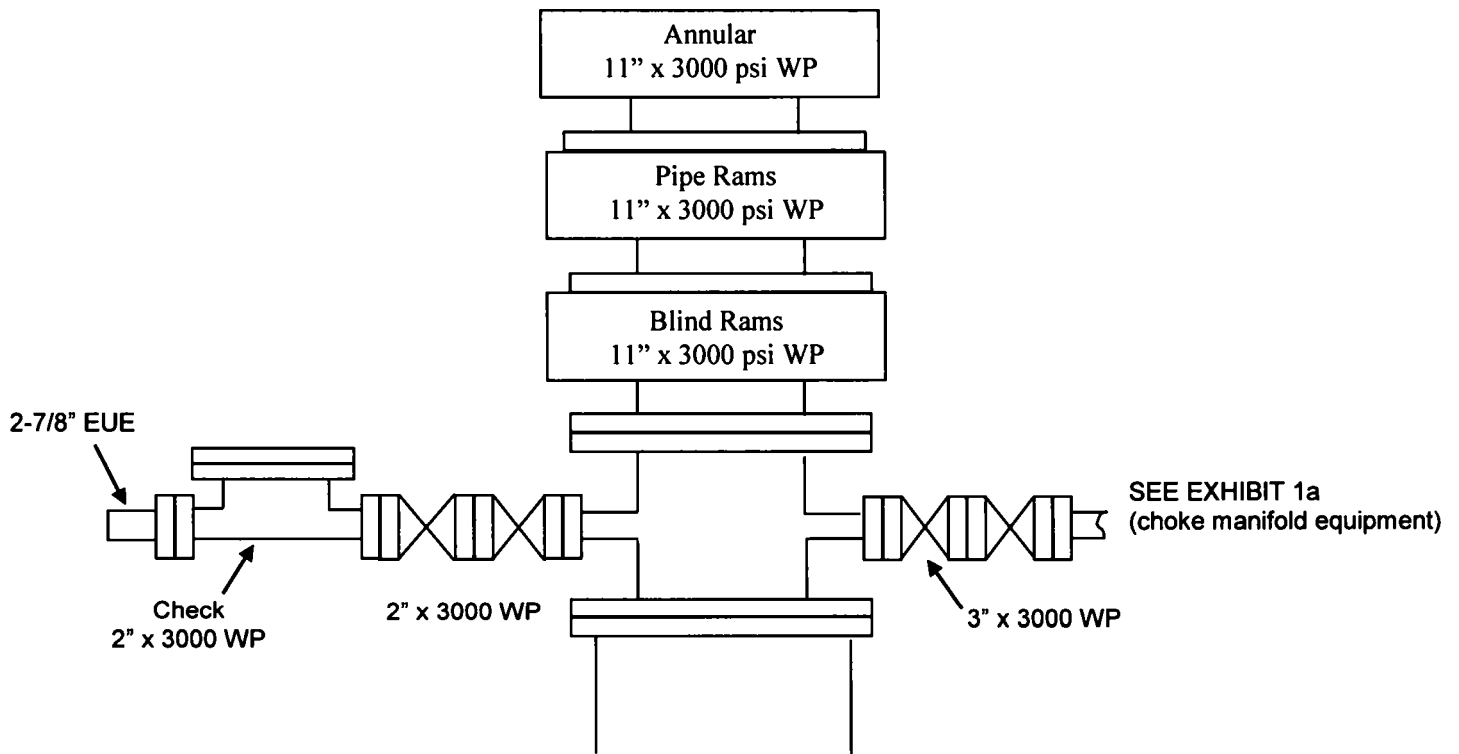 Annular
11" x 3000 psi WP
Pipe Rams
11" x 3000 psi WP
Blind Rams
11" x 3000 psi WP
2-7/8" EUE
SEE EXHIBIT 1a
(choke manifold equipment)
Check
2" x 3000 WP
2" x 3000 WP
3" x 3000 WP